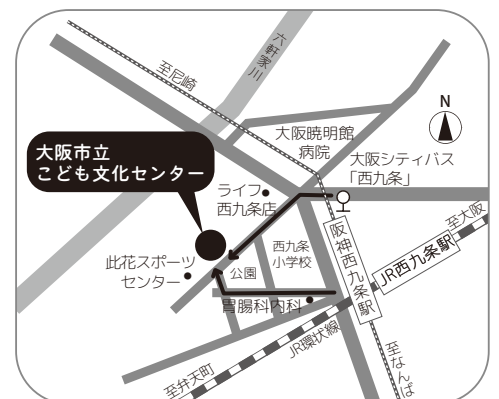 六軒家川
至尼崎
N
大阪暁明館
病院
大阪シティバス
「西九条」
大阪市立
こども文化センター
ライフ
西九条店
至大阪
阪神西九条駅
JR西九条駅
西九条
小学校
此花スポーツ
センター
公園
胃腸科内科
JR環状線
至弁天町
至なんば